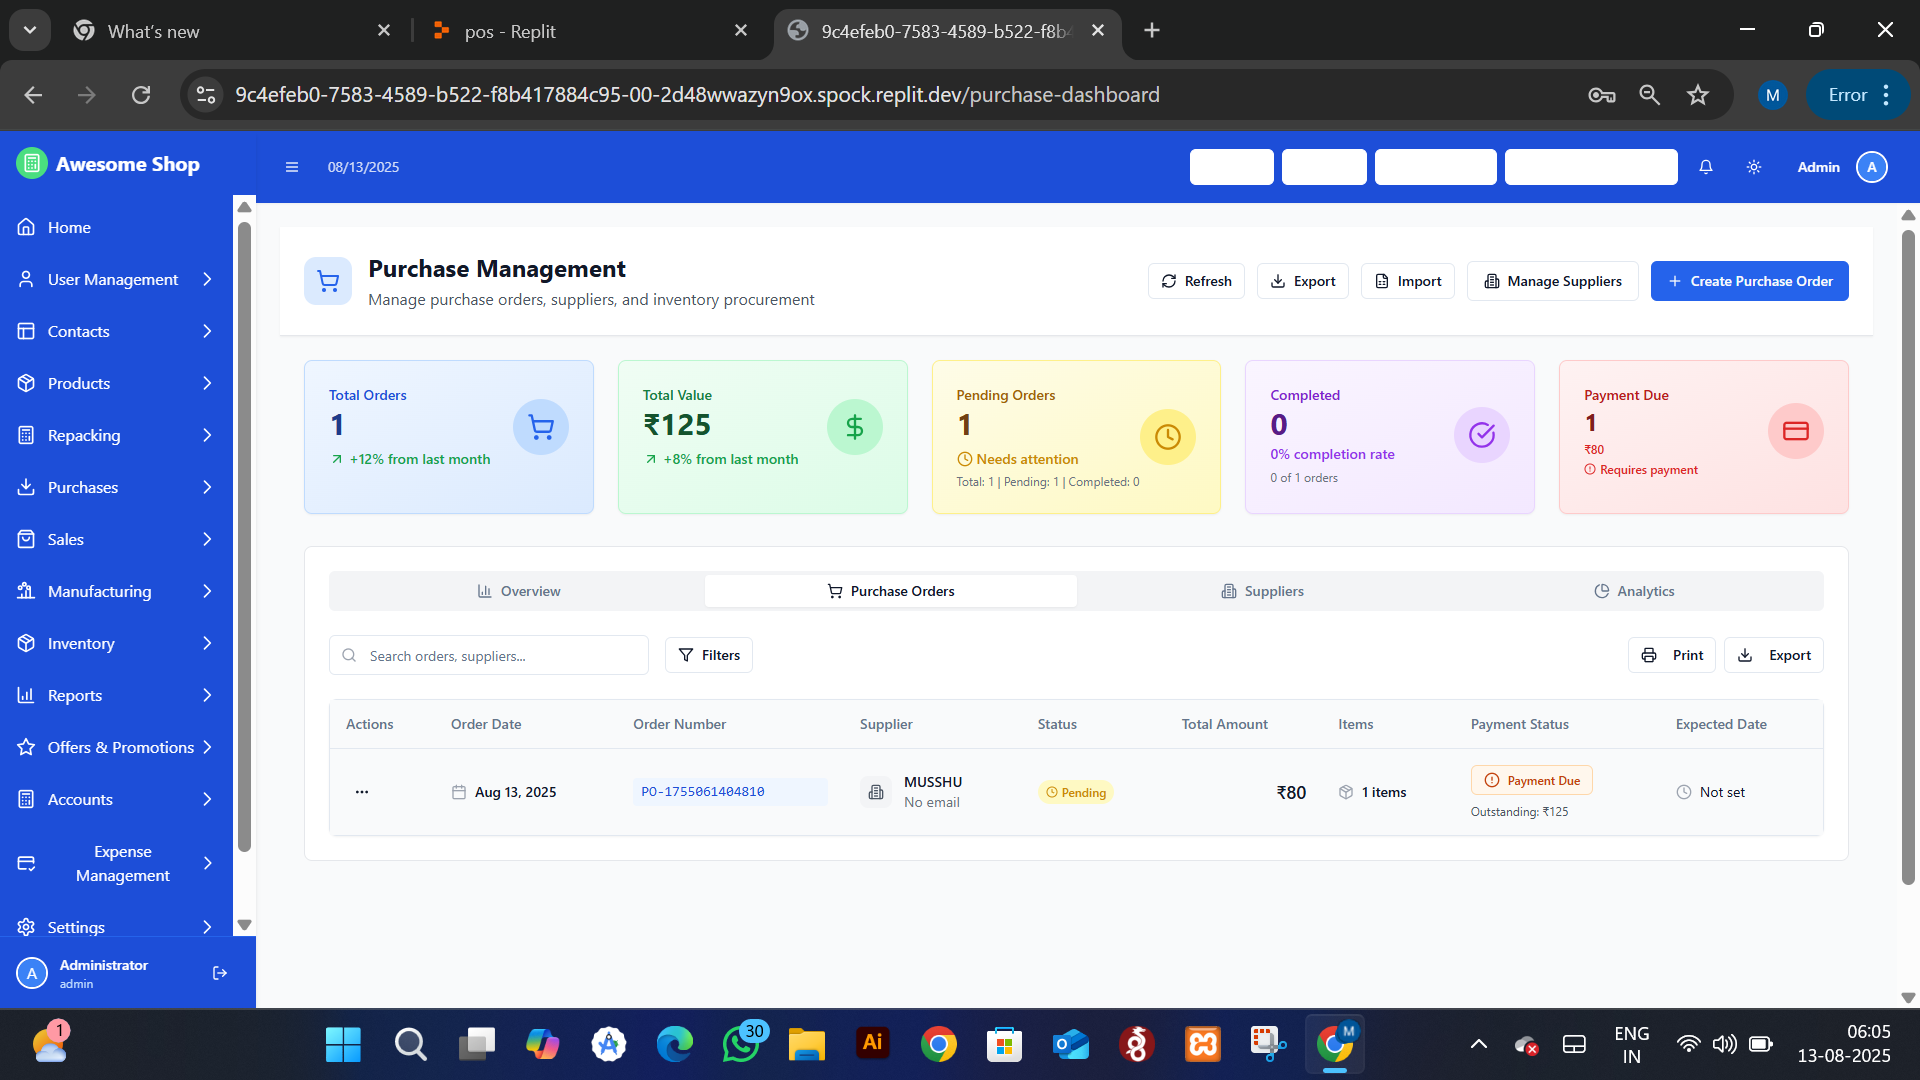 What's new
pos - Replit
9c4efeb0-7583-4589-b522-f8b4
9c4efeb0-7583-4589-b522-f8b417884c95-00-2d48wwazyn9ox.spock.replit.dev/purchase-dashboard
M
Error
Awesome Shop
08/13/2025
Admin
A
Home
User Management
Contacts
Products
Repacking
Purchases
Sales
Manufacturing
Inventory
Reports
Offers & Promotions
Accounts
Expense
Management
Settings
A
Administrator
admin
Purchase Management
Manage purchase orders, suppliers, and inventory procurement
Refresh
Export
Import
Manage Suppliers
Create Purchase Order
Total Orders
1
+12% from last month
Total Value
₹125
$
+8% from last month
Pending Orders
1
Needs attention
Total: 1 | Pending: 1 | Completed: 0
Completed
0
0% completion rate
0 of 1 orders
Payment Due
1
₹80
Requires payment
Overview
Purchase Orders
Suppliers
Analytics
Search orders, suppliers...
Filters
Print
Export
Actions Order Date Order Number Supplier Status Total Amount Items Payment Status Expected Date
Aug 13, 2025
PO-1755061404810
MUSSHU
No email
Pending
₹80
1 items
Payment Due
Outstanding: ₹125
Not set
1
30
Ai
M
ENG
IN
06:05
13-08-2025